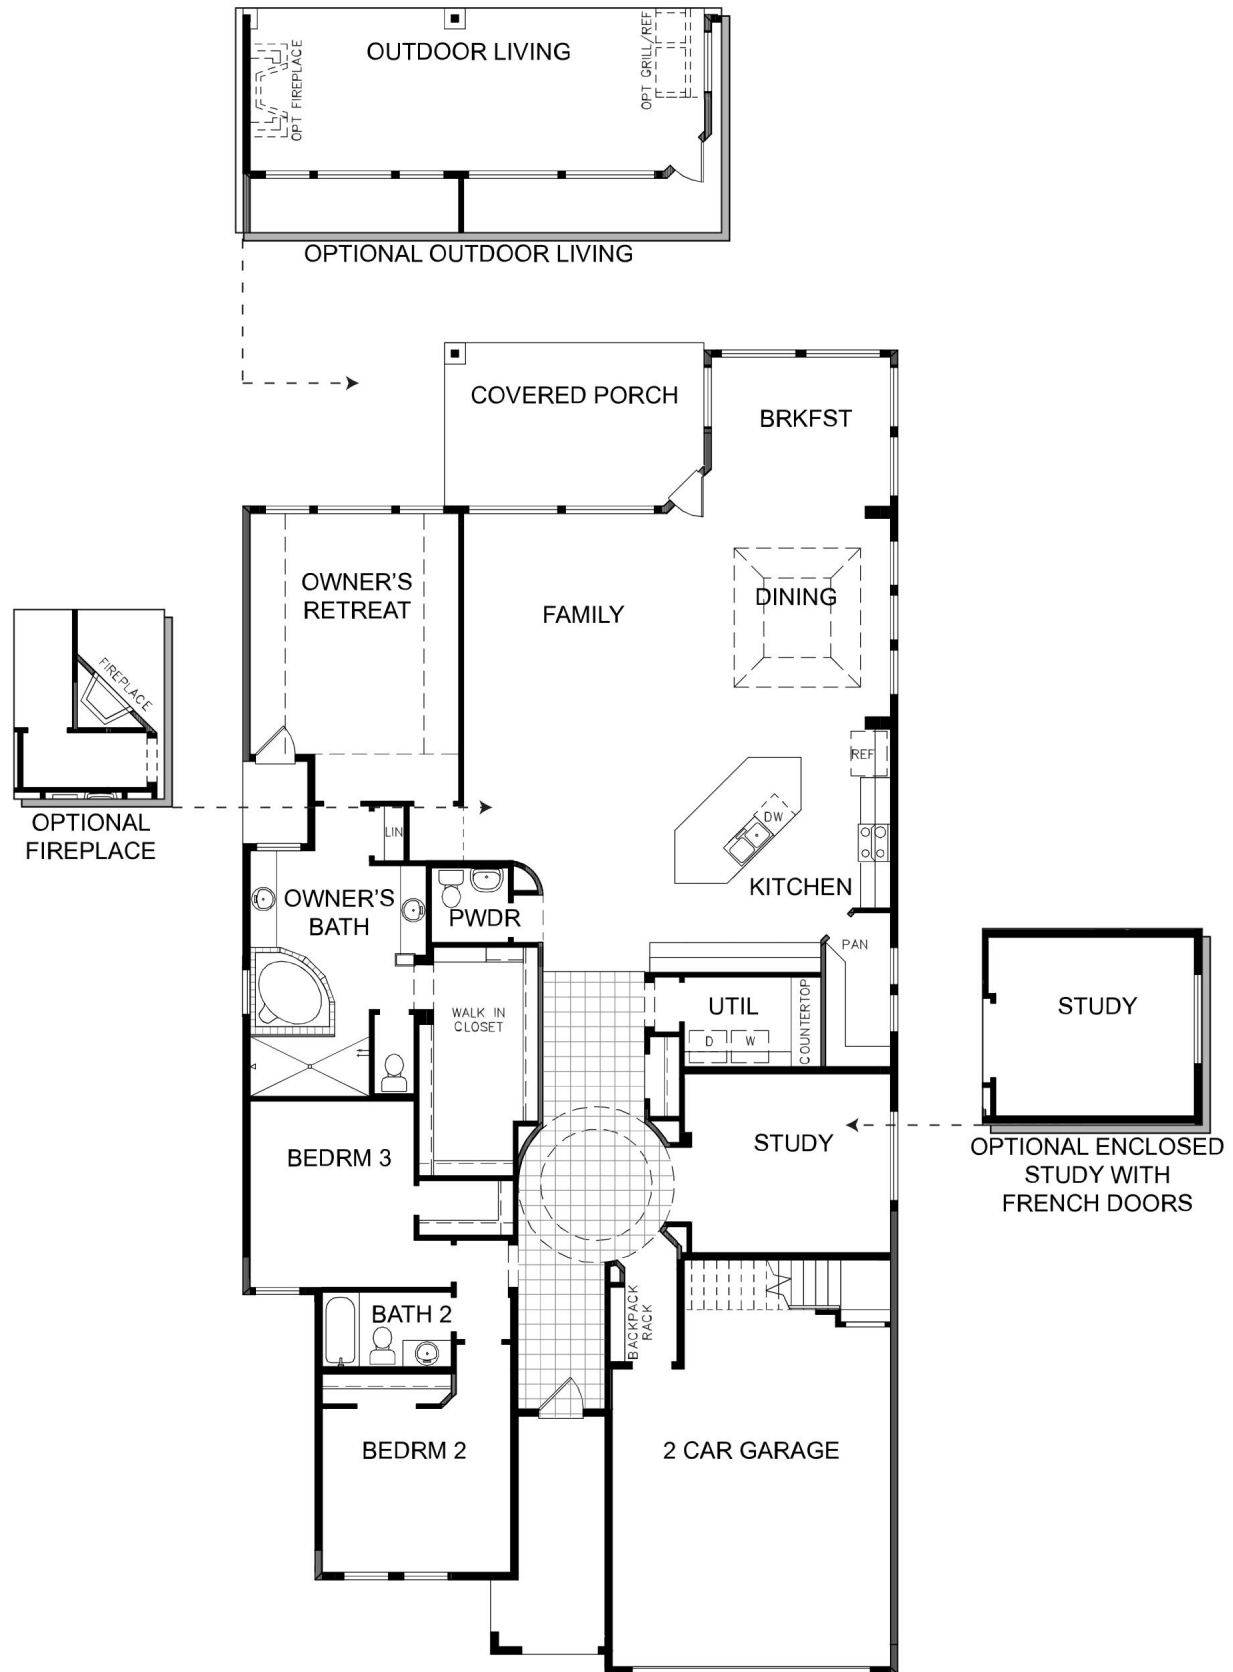 OUTDOOR LIVING
OPT FIREPLACE
OPT GRILL/REF
OPTIONAL OUTDOOR LIVING
COVERED PORCH
BRKFST
OWNER'S
RETREAT
FAMILY
DINING
FIREPLACE
OPTIONAL
FIREPLACE
REF
DW
LIN
KITCHEN
OWNER'S
BATH
PWDR
PAN
WALK IN
CLOSET
UTIL
D
W
COUNTERTOP
STUDY
OPTIONAL ENCLOSED
STUDY WITH
FRENCH DOORS
STUDY
BEDRM 3
BATH 2
BACKPACK
RACK
BEDRM 2
2 CAR GARAGE